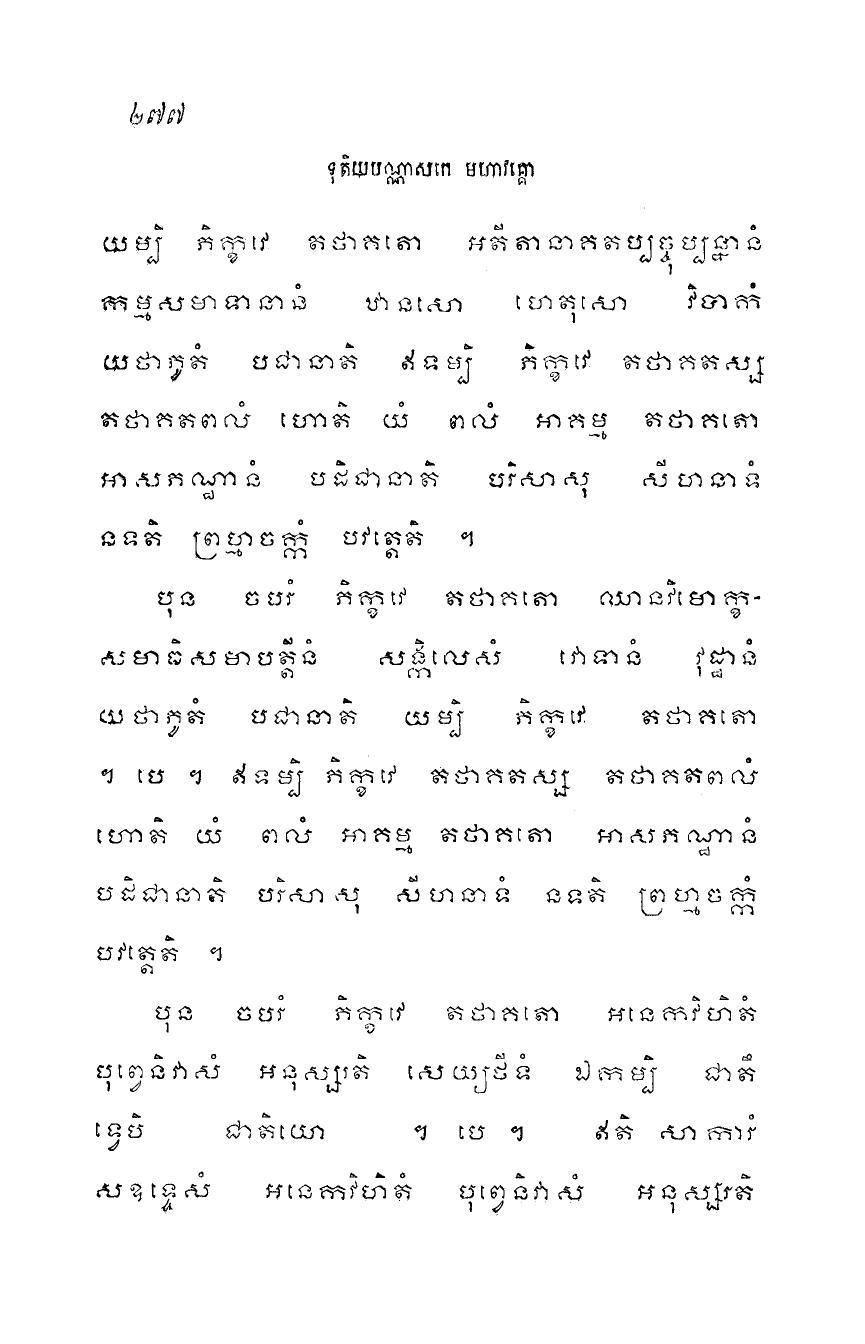 ២៧៧
ទុតិយបណ្ណាសកេ មហាវគ្គោ
យម្បិ ភិក្ខវេ តថាគតោ អតីតានាគតប្បច្ចុប្បន្នានំ
កម្មសមាទានានំ ឋានសោ ហេតុសោ វិបាកំ
យថាភូតំ បជានាតិ ឥទម្បិ ភិក្ខវេ តថាគតស្ស
តថាគតពលំ ហោតិ យំ ពលំ អាគម្ម តថាគតោ
អាសភណ្ឋានំ បដិជានាតិ បរិសាសុ សីហនាទំ
នទតិ ព្រហ្មចក្កំ បវត្តេតិ ។
បុន ចបរំ ភិក្ខវេ តថាគតោ ឈានវិមោក្ខ-
សមាធិសមាបត្តីនំ សង្កិលេសំ វោទានំ វុដ្ឋានំ
យថាភូតំ បជានាតិ យម្បិ ភិក្ខវេ តថាគតោ
។ បេ ។ ឥទម្បិ ភិក្ខវេ តថាគតស្ស តថាគតពលំ
ហោតិ យំ ពលំ អាគម្ម តថាគតោ អាសភណ្ឋានំ
បដិជានាតិ បរិសាសុ សីហនាទំ នទតិ ព្រហ្មចក្កំ
បវត្តេតិ ។
បុន ចបរំ ភិក្ខវេ តថាគតោ អនេកវិហិតំ
បុព្វេនិវាសំ អនុស្សរតិ សេយ្យថីទំ ឯកម្បិ ជាតឹ
ទ្វេបិ ជាតិយោ ។ បេ ។ ឥតិ សាការំ
សឧទ្ទេសំ អនេកវិហិតំ បុព្វេនិវាសំ អនុស្សរតិ